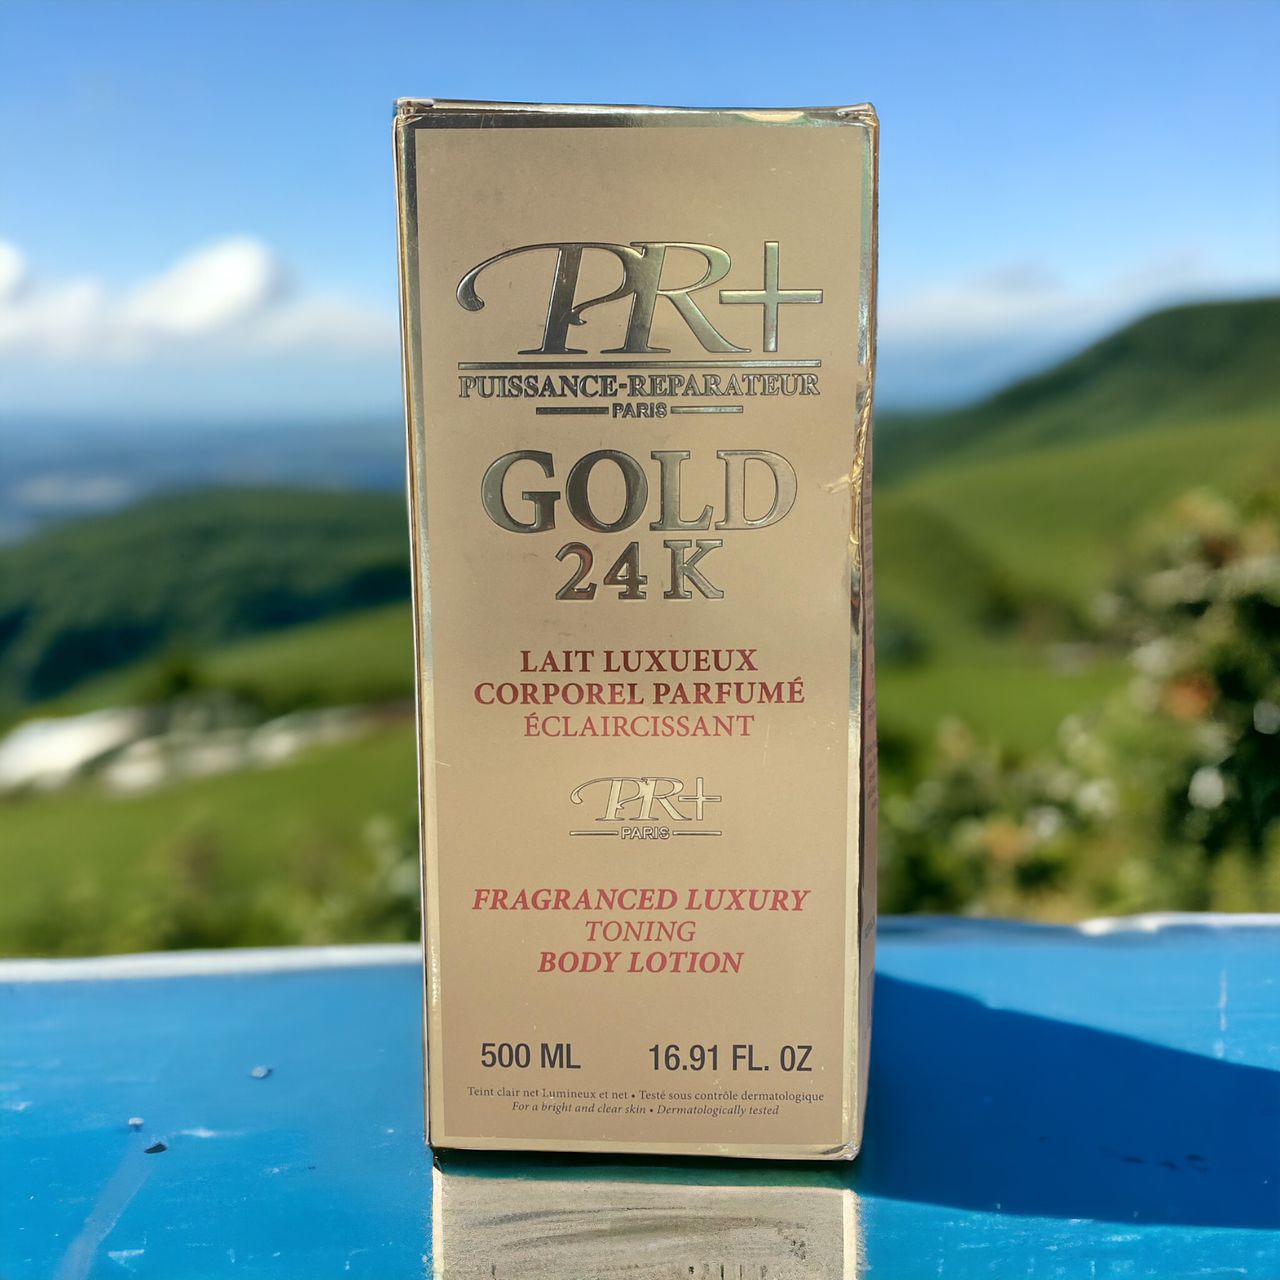 PR+
PUISSANCE-REPARATEUR
PARIS
GOLD
24K
LAIT LUXUEUX
CORPOREL PARFUMÉ
ÉCLAIRCISSANT
PR+
PARIS
FRAGRANCED LUXURY
TONING
BODY LOTION
500 ML 16.91 FL. OZ
Teint clair net Lumineux et net • Testé sous contrôle dermatologique
For a bright and clear skin • Dermatologically tested